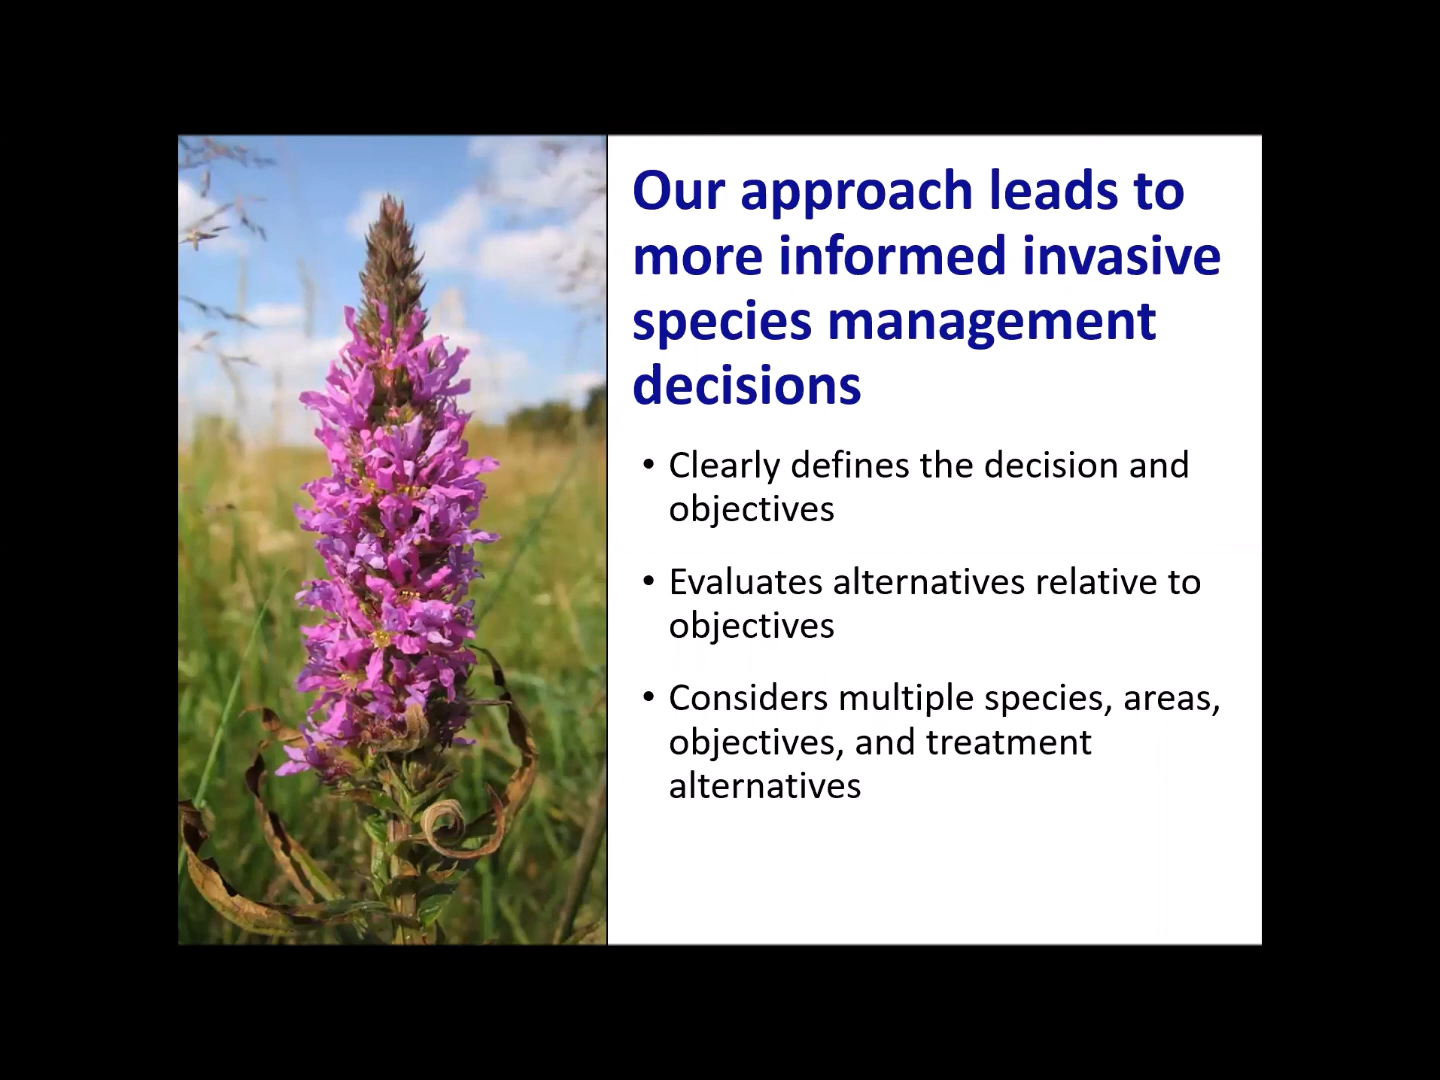 Our approach leads to
more informed invasive
species management
decisions
• Clearly defines the decision and
objectives
• Evaluates alternatives relative to
objectives
• Considers multiple species, areas,
objectives, and treatment
alternatives